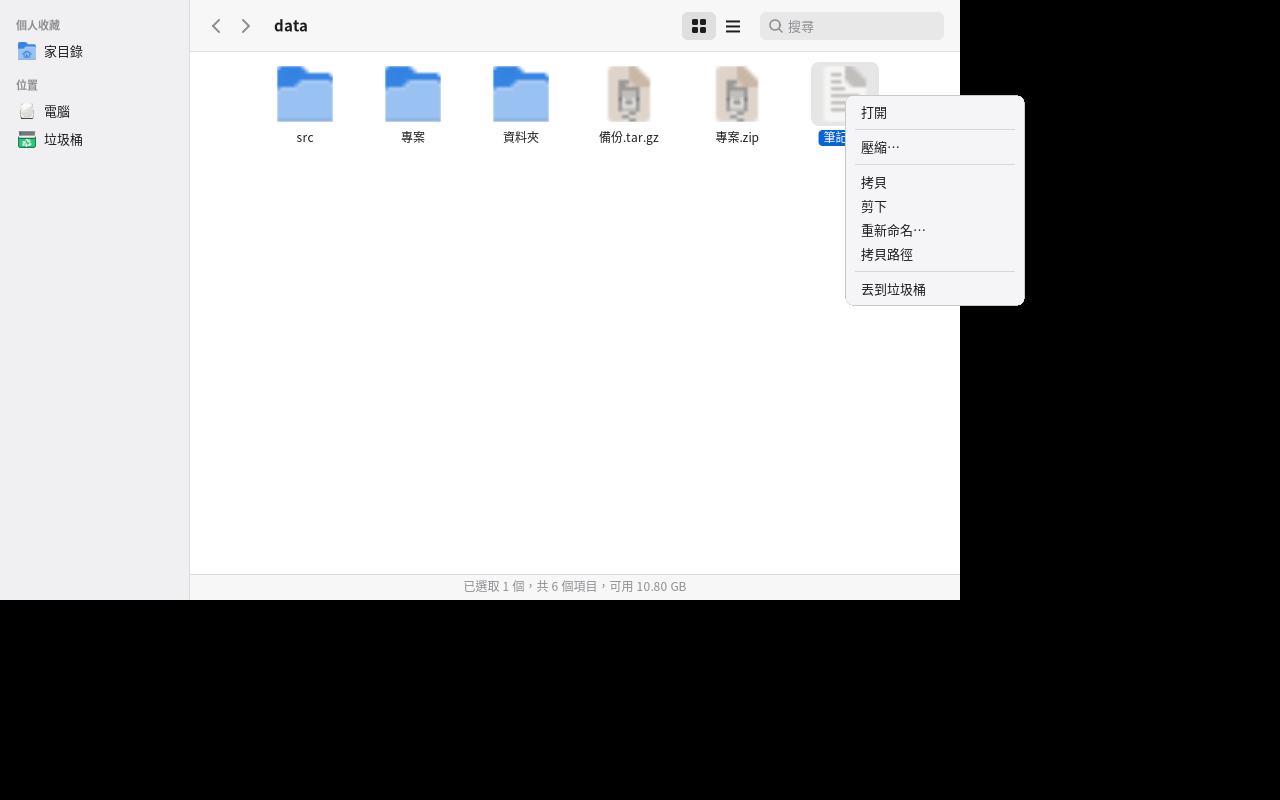 個人收藏
家目錄
位置
電腦
垃圾桶
data
搜尋
src
專案
資料夾
備份.tar.gz
專案.zip
筆記
打開
壓縮…
拷貝
剪下
重新命名…
拷貝路徑
丟到垃圾桶
已選取 1 個，共 6 個項目，可用 10.80 GB